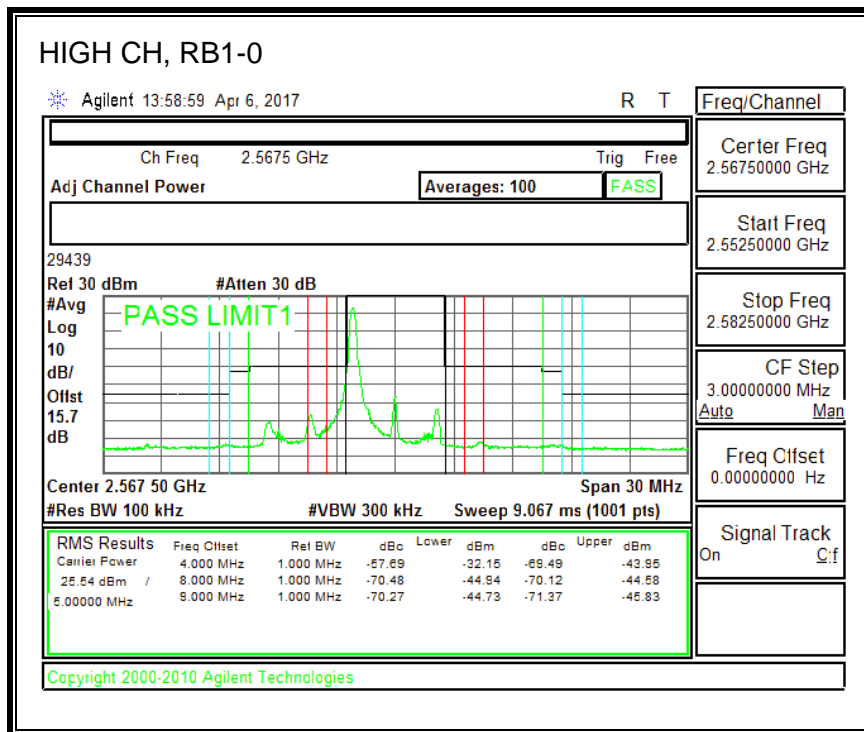 HIGH CH, RB1-0
Agilent 13:58:59 Apr 6, 2017 R T
Freq/Channel
Ch Freq 2.5675 GHz Trig Free
Adj Channel Power Averages: 100 PASS
Center Freq
2.56750000 GHz
Start Freq
2.55250000 GHz
Stop Freq
2.58250000 GHz
CF Step
3.00000000 MHz
Auto Man
Freq Offset
0.00000000 Hz
Signal Track
On Off
29439
Ref 30 dBm #Atten 30 dB
#Avg
Log
10
dB/
Offst
15.7
dB
PASS LIMIT1
Center 2.567 50 GHz Span 30 MHz
#Res BW 100 kHz #VBW 300 kHz Sweep 9.067 ms (1001 pts)
RMS Results Freq Offset Ref BW dBc Lower dBm dBc Upper dBm
Carrier Power 4.000 MHz 1.000 MHz -57.69 -32.15 -69.49 -43.95
25.54 dBm / 8.000 MHz 1.000 MHz -70.48 -44.94 -70.12 -44.58
5.00000 MHz 9.000 MHz 1.000 MHz -70.27 -44.73 -71.37 -45.83
Copyright 2000-2010 Agilent Technologies